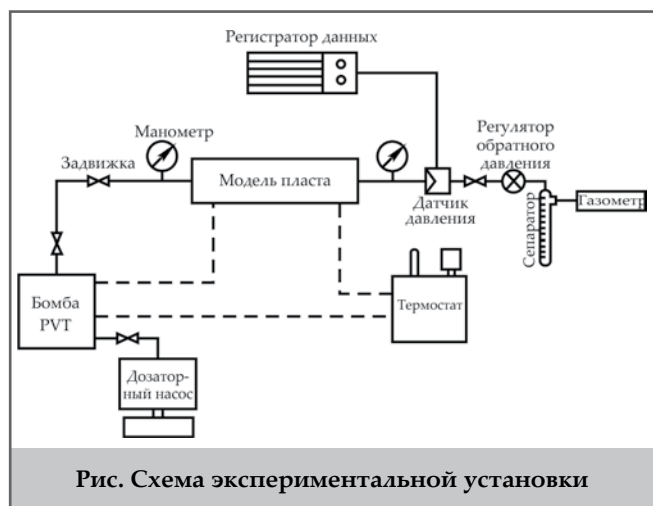 Регистратор данных
Манометр
Задвижка
Модель пласта
Регулятор
обратного
давления
Датчик
давления
Сепаратор
Газометр
Бомба
PVT
Термостат
Дозатор-
ный насос
Рис. Схема экспериментальной установки